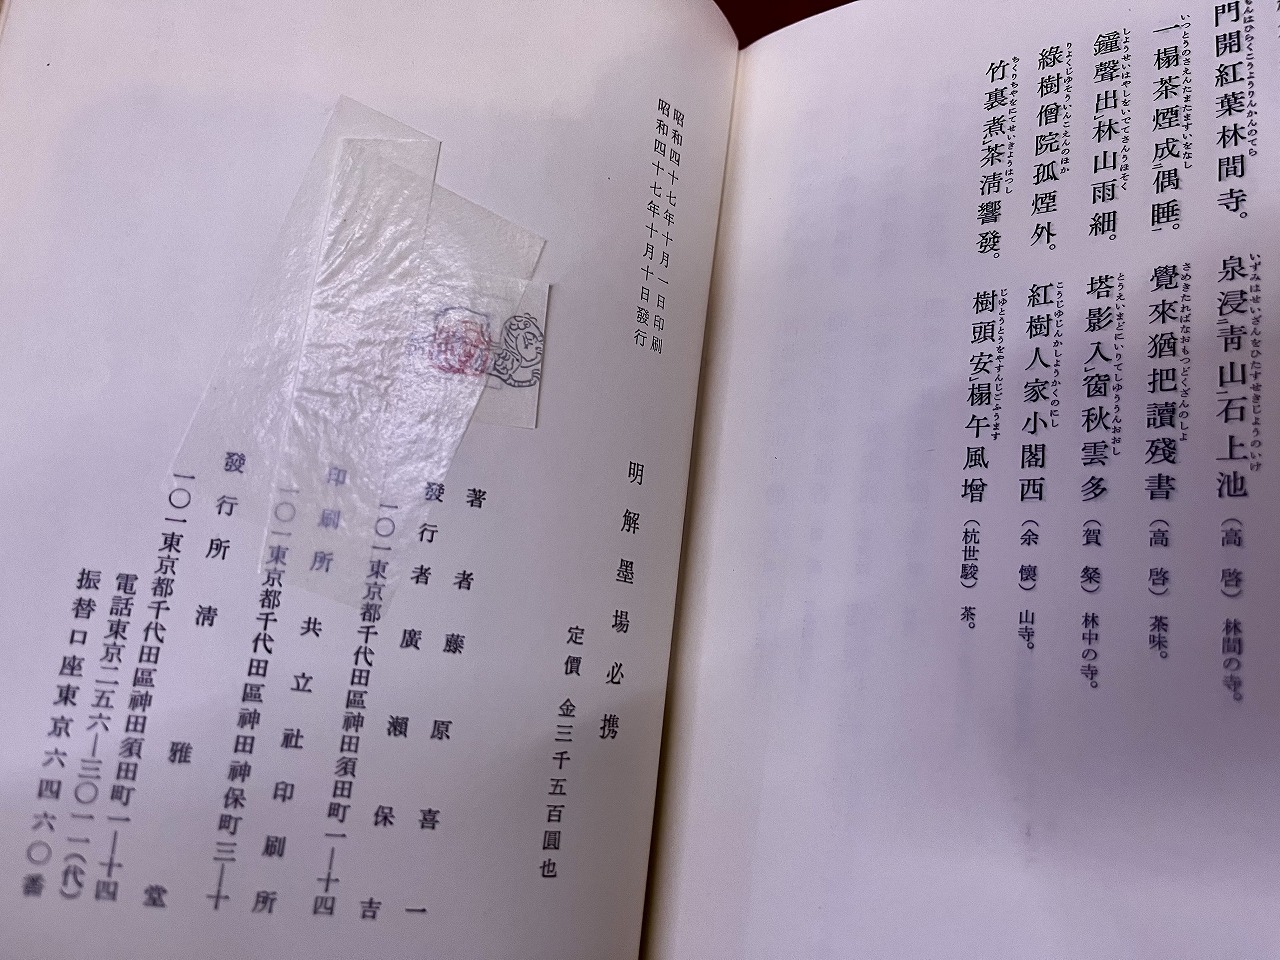 門開紅葉林間寺。 泉浸青山石上池 (高 啓) 林間の寺。
一榻茶煙成偶睡。 覺來猶把讀殘書 (高 啓) 茶味。
鐘聲出林山雨細。 塔影入窗秋雲多 (賀 粲) 林中の寺。
綠樹僧院孤煙外。 紅樹人家小閣西 (余 懷) 山寺。
竹裏煮茶淸響發。 樹頭安榻午風增 (杭世駿) 茶。
昭和四十七年十月一日印刷
昭和四十七年十月十日發行
明解墨場必携
定價 金三千五百圓也
著者 藤原喜一
發行者 廣瀨保吉
一〇一東京都千代田區神田須田町一—十四
印刷所 共立社印刷所
一〇一東京都千代田區神田神保町三—十
發行所 淸雅堂
一〇一東京都千代田區神田須田町一—十四
電話東京二五六—三〇一一(代)
振替口座東京六四六〇番